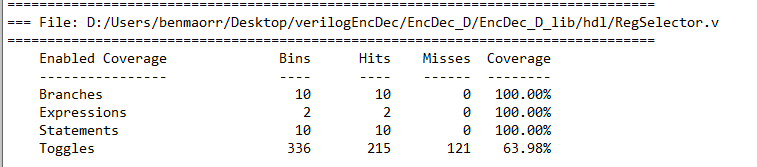 =================================================================================
=== File: D:/Users/benmaorr/Desktop/verilogEncDec/EncDec_D/EncDec_D_lib/hdl/RegSelector.v
=================================================================================
Enabled Coverage Bins Hits Misses Coverage
---------------- ---- ---- ------ --------
Branches 10 10 0 100.00%
Expressions 2 2 0 100.00%
Statements 10 10 0 100.00%
Toggles 336 215 121 63.98%